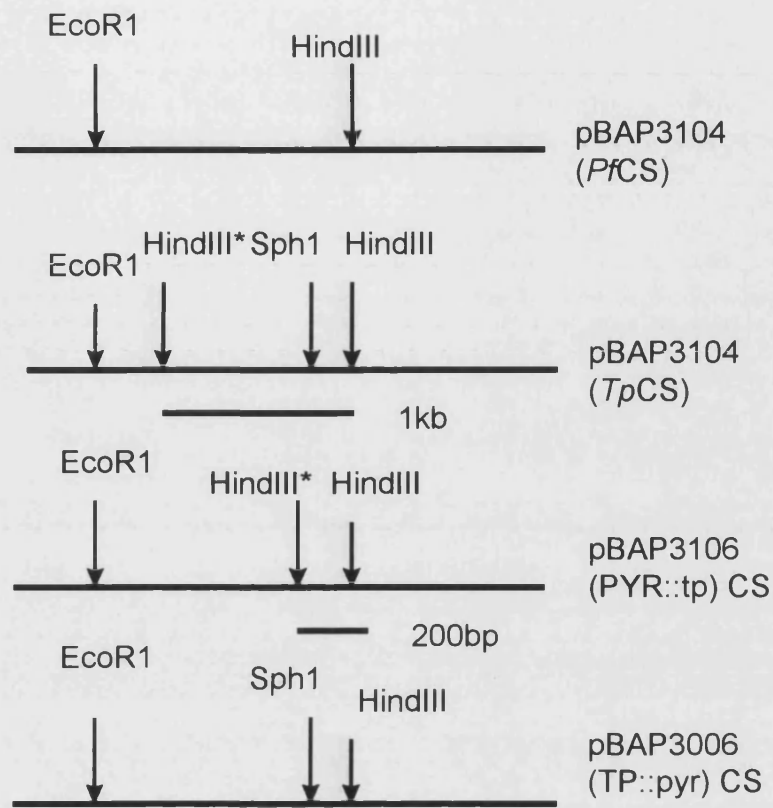 EcoR1
HindIII
pBAP3104
(PfCS)
HindIII* Sph1 HindIII
EcoR1
pBAP3104
(TpCS)
1kb
EcoR1
HindIII* HindIII
pBAP3106
(PYR::tp) CS
200bp
EcoR1
Sph1
HindIII
pBAP3006
(TP::pyr) CS